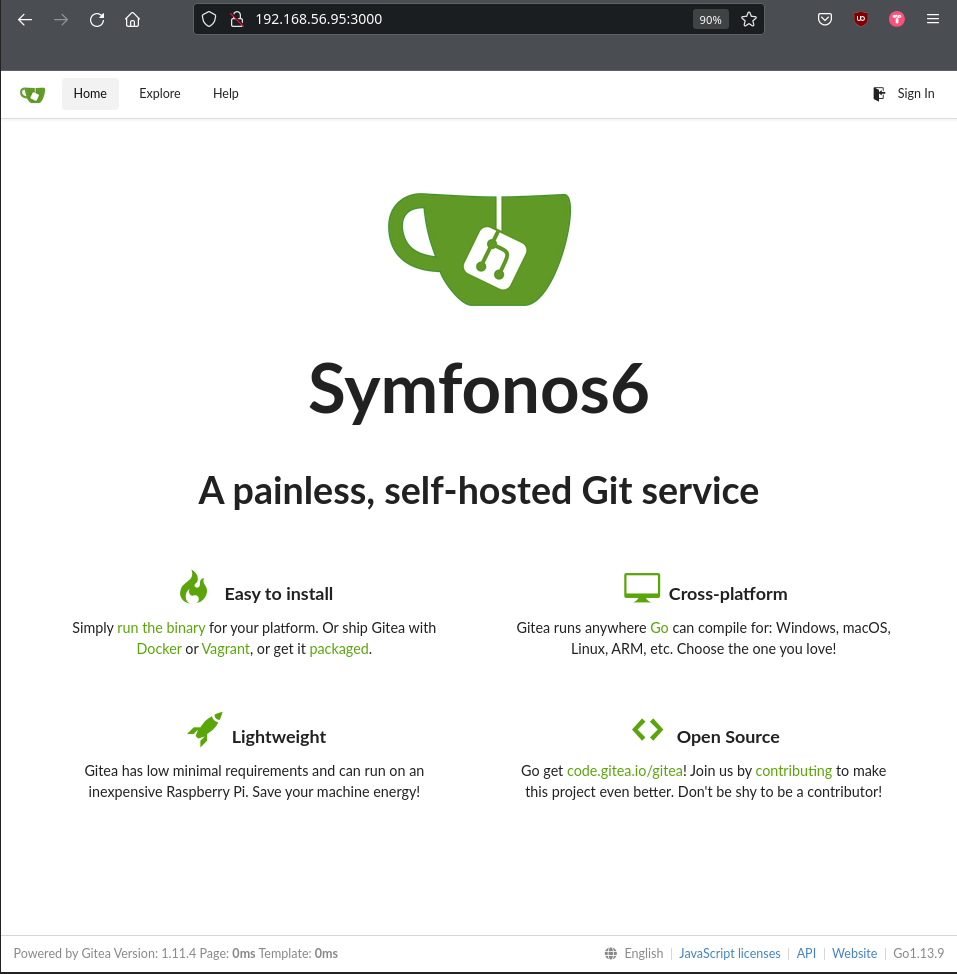 192.168.56.95:3000 90%
Home Explore Help Sign In
Symfonos6
A painless, self-hosted Git service
Easy to install
Simply run the binary for your platform. Or ship Gitea with
Docker or Vagrant, or get it packaged.
Cross-platform
Gitea runs anywhere Go can compile for: Windows, macOS,
Linux, ARM, etc. Choose the one you love!
Lightweight
Gitea has low minimal requirements and can run on an
inexpensive Raspberry Pi. Save your machine energy!
Open Source
Go get code.gitea.io/gitea! Join us by contributing to make
this project even better. Don't be shy to be a contributor!
Powered by Gitea Version: 1.11.4 Page: 0ms Template: 0ms English JavaScript licenses API Website Go1.13.9